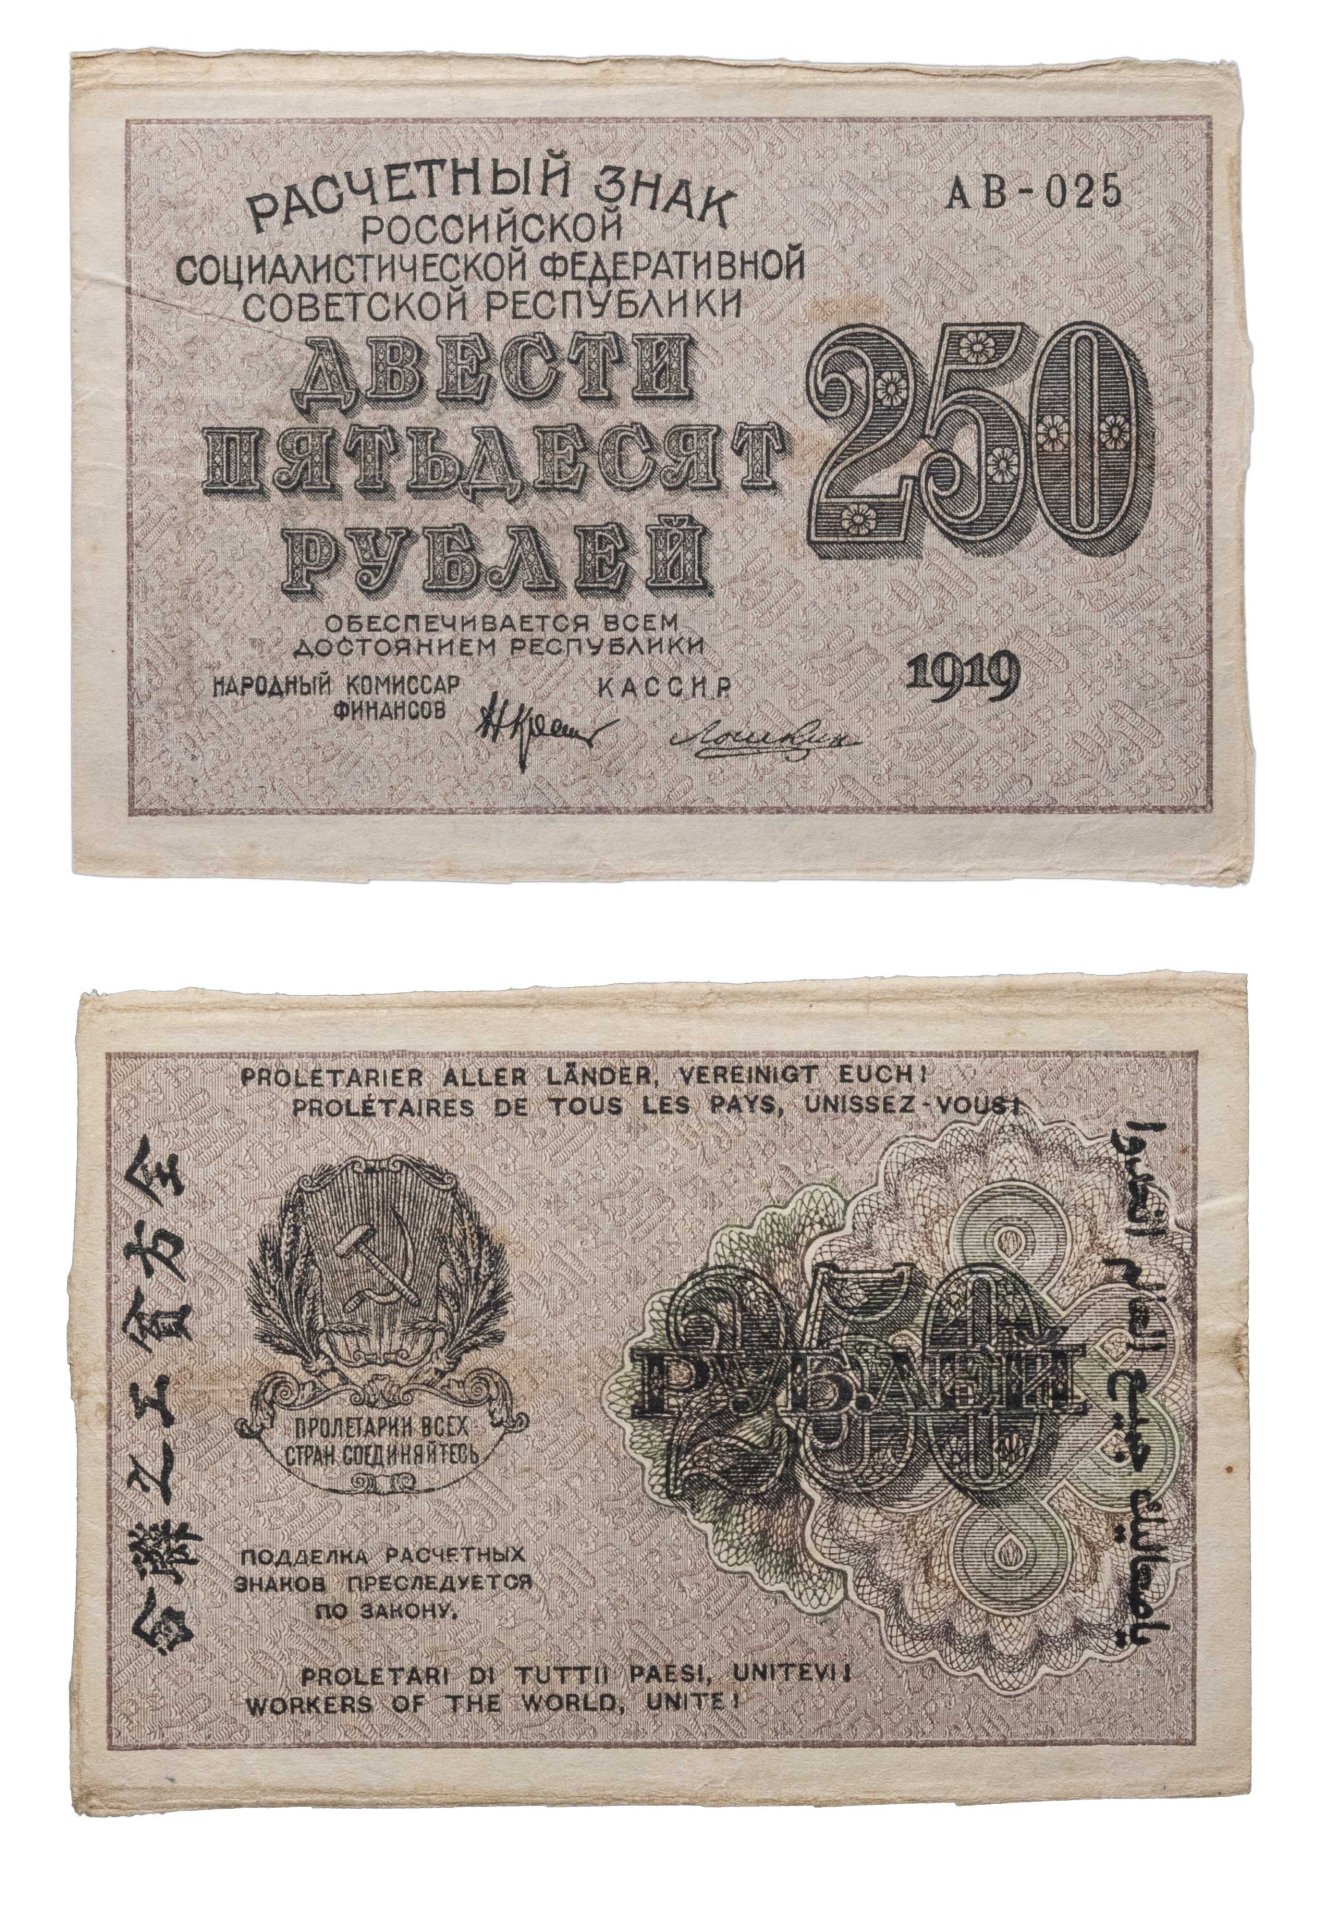 РАСЧЕТНЫЙ ЗНАК
РОССИЙСКОЙ
СОЦИАЛИСТИЧЕСКОЙ ФЕДЕРАТИВНОЙ
СОВЕТСКОЙ РЕСПУБЛИКИ
АВ-025
ДВЕСТИ
ПЯТЬДЕСЯТ
РУБЛЕЙ
250
ОБЕСПЕЧИВАЕТСЯ ВСЕМ
ДОСТОЯНИЕМ РЕСПУБЛИКИ
НАРОДНЫЙ КОМИССАР
ФИНАНСОВ
КАССИР
1919
PROLETARIER ALLER LÄNDER, VEREINIGT EUCH!
PROLÉTAIRES DE TOUS LES PAYS, UNISSEZ-VOUS!
ПРОЛЕТАРИИ ВСЕХ
СТРАН СОЕДИНЯЙТЕСЬ
250
РУБЛЕЙ
ПОДДЕЛКА РАСЧЕТНЫХ
ЗНАКОВ ПРЕСЛЕДУЕТСЯ
ПО ЗАКОНУ.
PROLETARI DI TUTTII PAESI, UNITEVI!
WORKERS OF THE WORLD, UNITE!